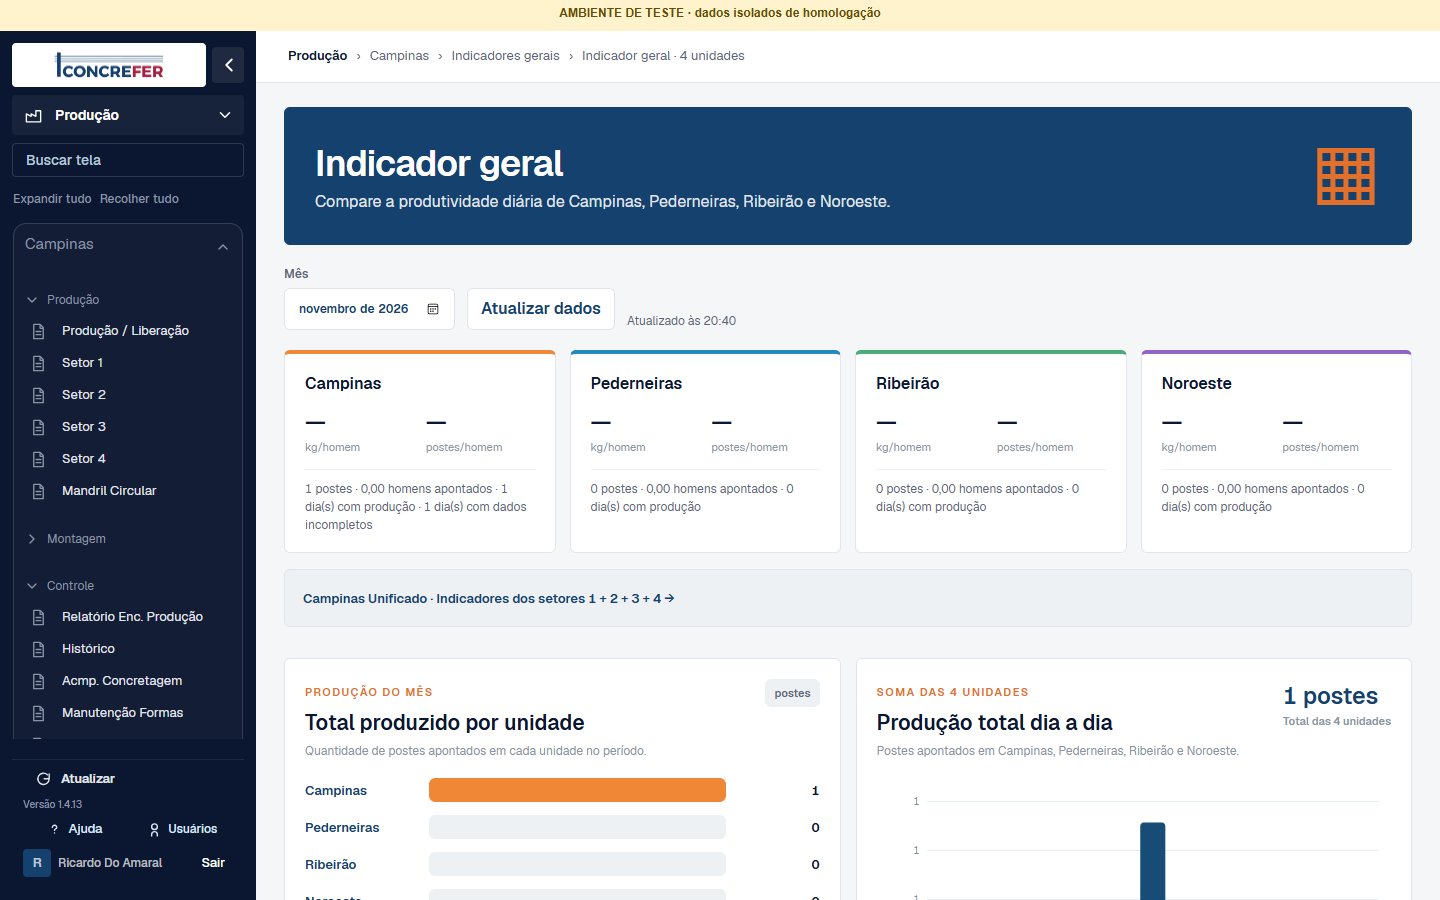 AMBIENTE DE TESTE · dados isolados de homologação
CONCREFER
Produção
Buscar tela
Expandir tudo Recolher tudo
Campinas
Produção
Produção / Liberação
Setor 1
Setor 2
Setor 3
Setor 4
Mandril Circular
Montagem
Controle
Relatório Enc. Produção
Histórico
Acmp. Concretagem
Manutenção Formas
Atualizar
Versão 1.4.13
? Ajuda Usuários
R Ricardo Do Amaral Sair
Produção › Campinas › Indicadores gerais › Indicador geral · 4 unidades
Indicador geral
Compare a produtividade diária de Campinas, Pederneiras, Ribeirão e Noroeste.
Mês
novembro de 2026 Atualizar dados Atualizado às 20:40
Campinas
— —
kg/homem postes/homem
1 postes · 0,00 homens apontados · 1
dia(s) com produção · 1 dia(s) com dados
incompletos
Pederneiras
— —
kg/homem postes/homem
0 postes · 0,00 homens apontados · 0
dia(s) com produção
Ribeirão
— —
kg/homem postes/homem
0 postes · 0,00 homens apontados · 0
dia(s) com produção
Noroeste
— —
kg/homem postes/homem
0 postes · 0,00 homens apontados · 0
dia(s) com produção
Campinas Unificado · Indicadores dos setores 1 + 2 + 3 + 4 →
PRODUÇÃO DO MÊS postes
Total produzido por unidade
Quantidade de postes apontados em cada unidade no período.
Campinas 1
Pederneiras 0
Ribeirão 0
Noroeste 0
SOMA DAS 4 UNIDADES
Produção total dia a dia
Postes apontados em Campinas, Pederneiras, Ribeirão e Noroeste.
1 postes
Total das 4 unidades
1
1
1